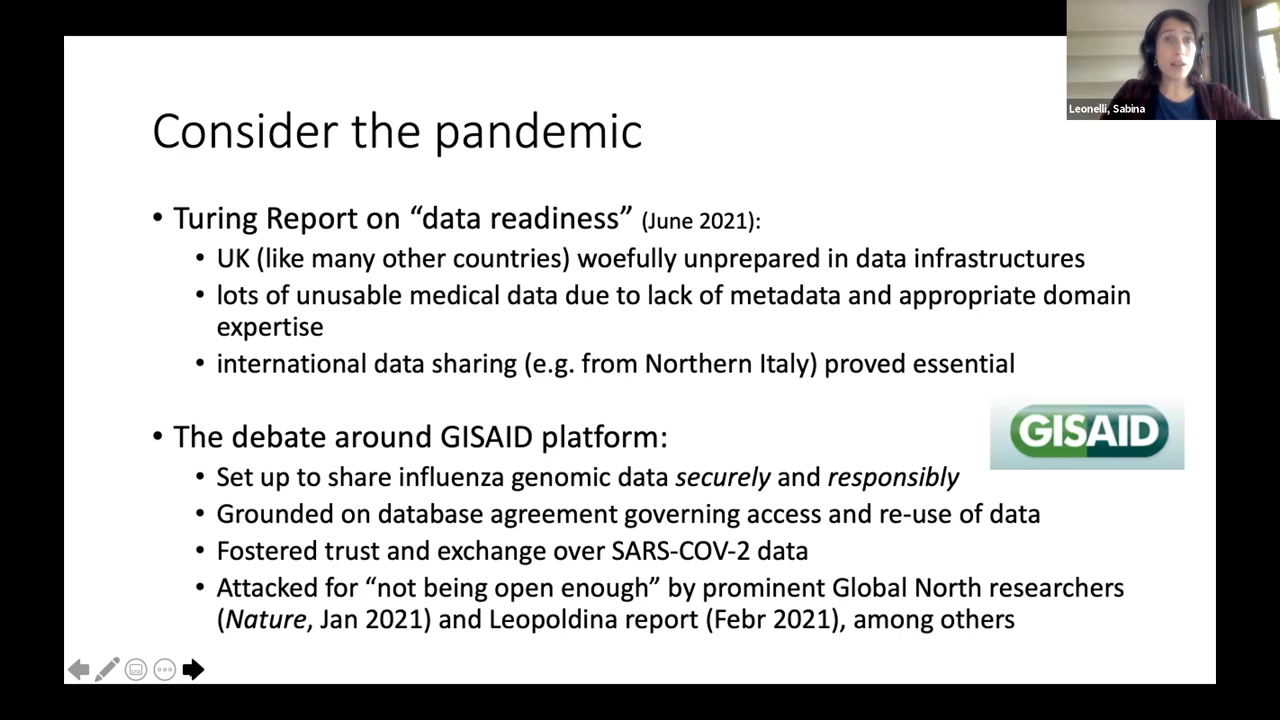 Leonelli, Sabina
Consider the pandemic
• Turing Report on “data readiness” (June 2021):
• UK (like many other countries) woefully unprepared in data infrastructures
• lots of unusable medical data due to lack of metadata and appropriate domain
expertise
• international data sharing (e.g. from Northern Italy) proved essential
• The debate around GISAID platform:
GISAID
• Set up to share influenza genomic data securely and responsibly
• Grounded on database agreement governing access and re-use of data
• Fostered trust and exchange over SARS-COV-2 data
• Attacked for “not being open enough” by prominent Global North researchers
(Nature, Jan 2021) and Leopoldina report (Febr 2021), among others